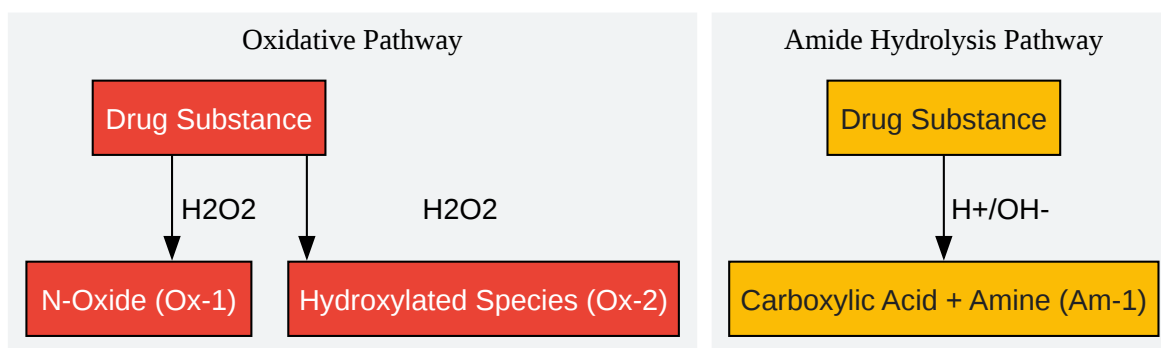 Oxidative Pathway
Drug Substance
H2O2
H2O2
N-Oxide (Ox-1)
Hydroxylated Species (Ox-2)
Amide Hydrolysis Pathway
Drug Substance
H+/OH-
Carboxylic Acid + Amine (Am-1)